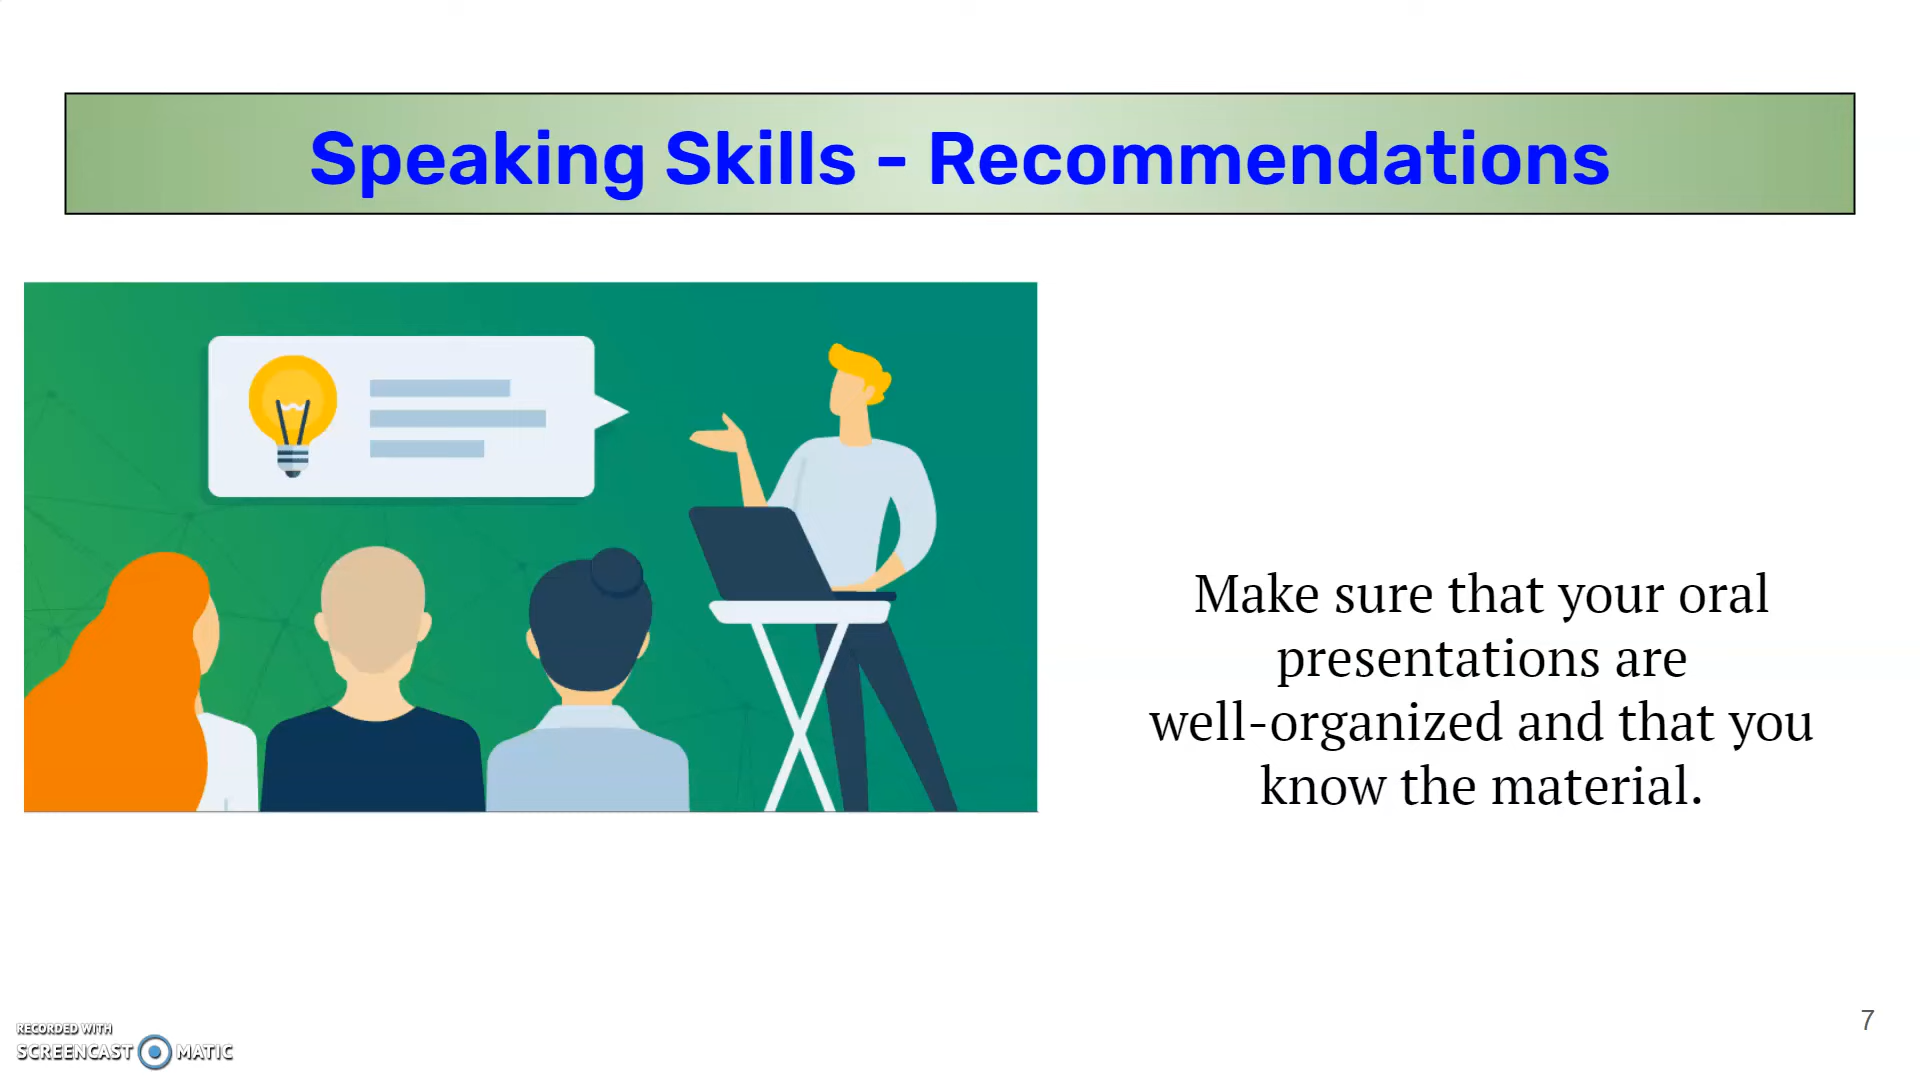 Speaking Skills - Recommendations
Make sure that your oral
presentations are
well-organized and that you
know the material.
7
RECORDED WITH
SCREENCAST MATIC